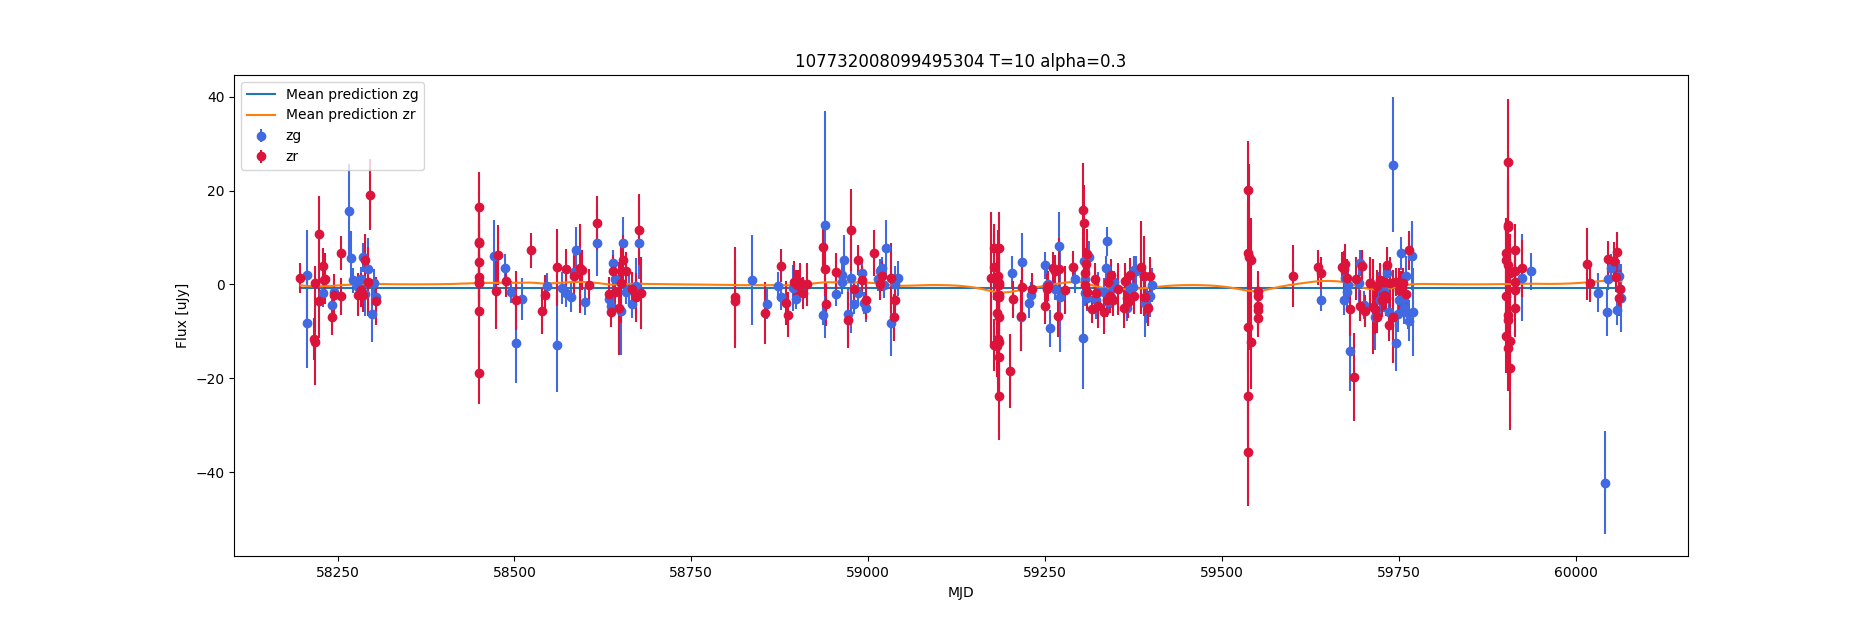 107732008099495304 T=10 alpha=0.3
Mean prediction zg
Mean prediction zr
zg
zr
Flux [uJy]
40
20
0
−20
−40
58250
58500
58750
59000
59250
59500
59750
60000
MJD